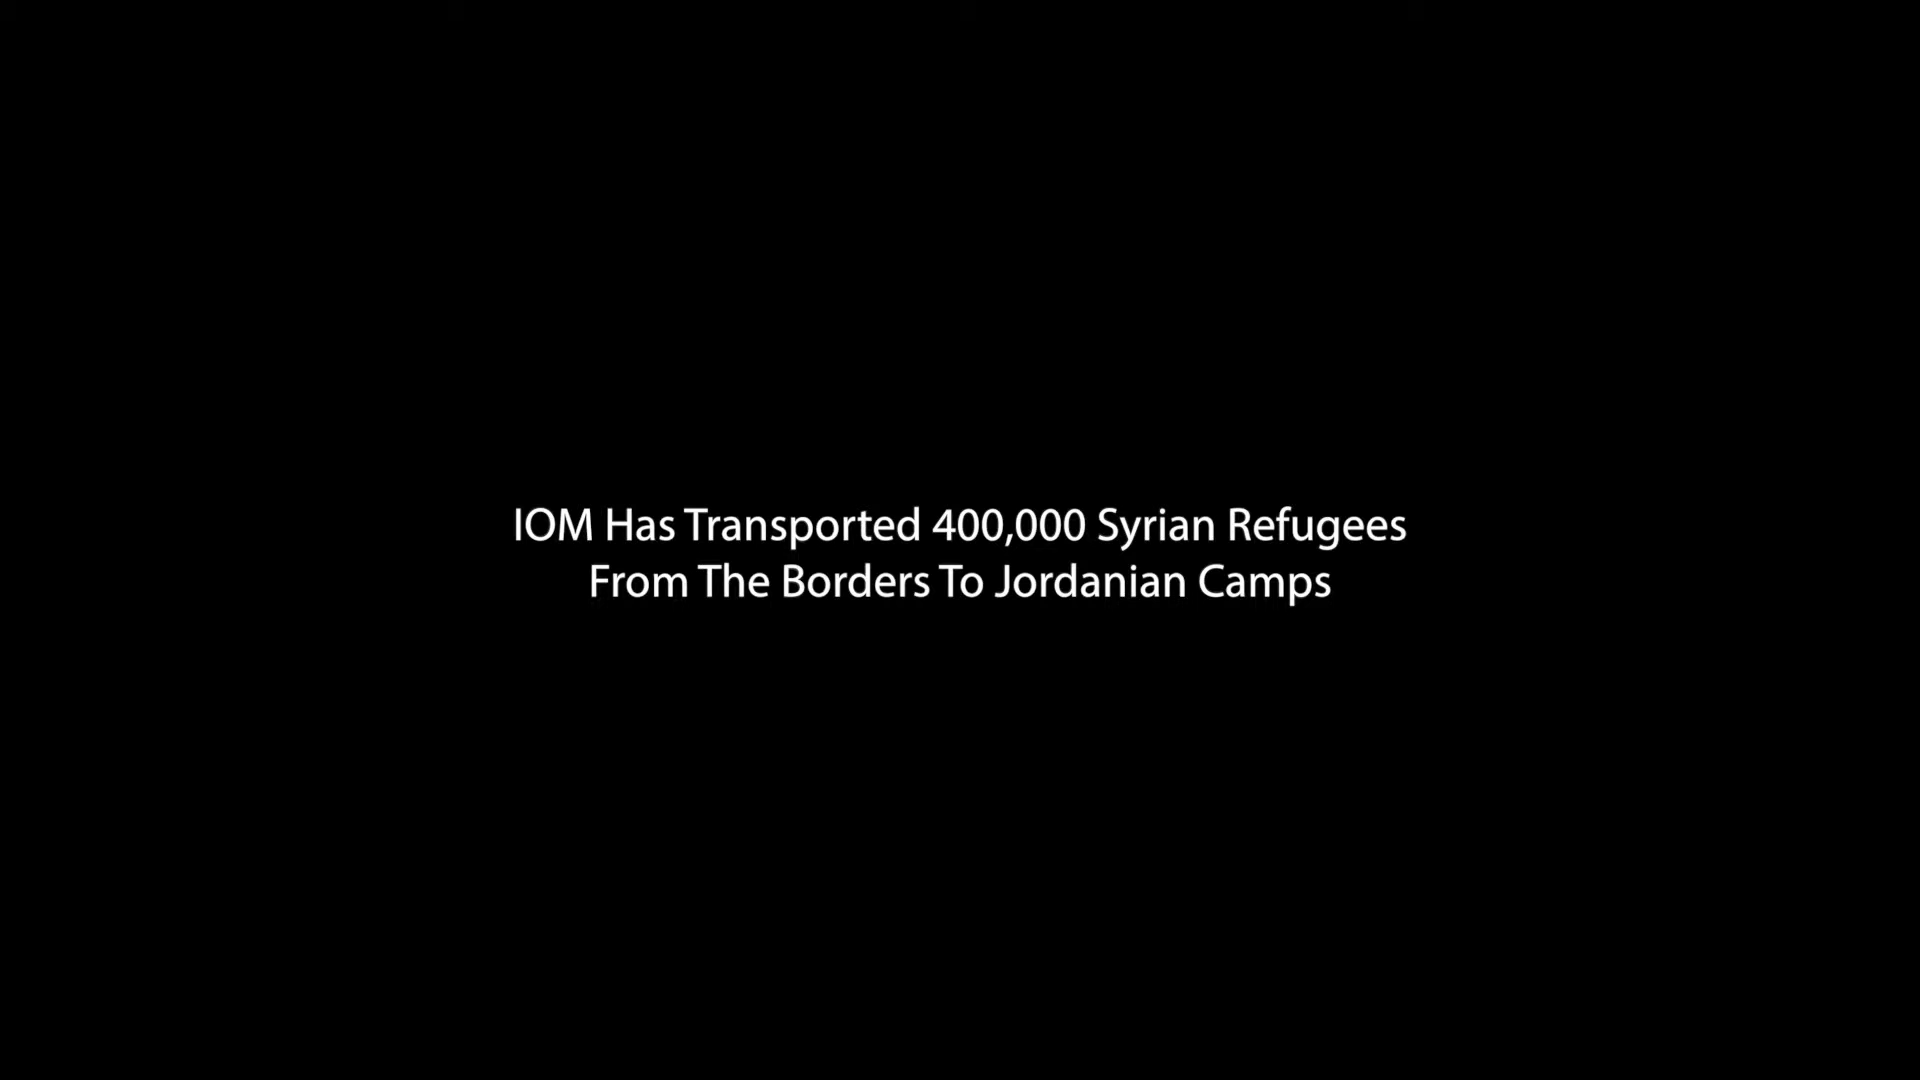 IOM Has Transported 400,000 Syrian Refugees
From The Borders To Jordanian Camps